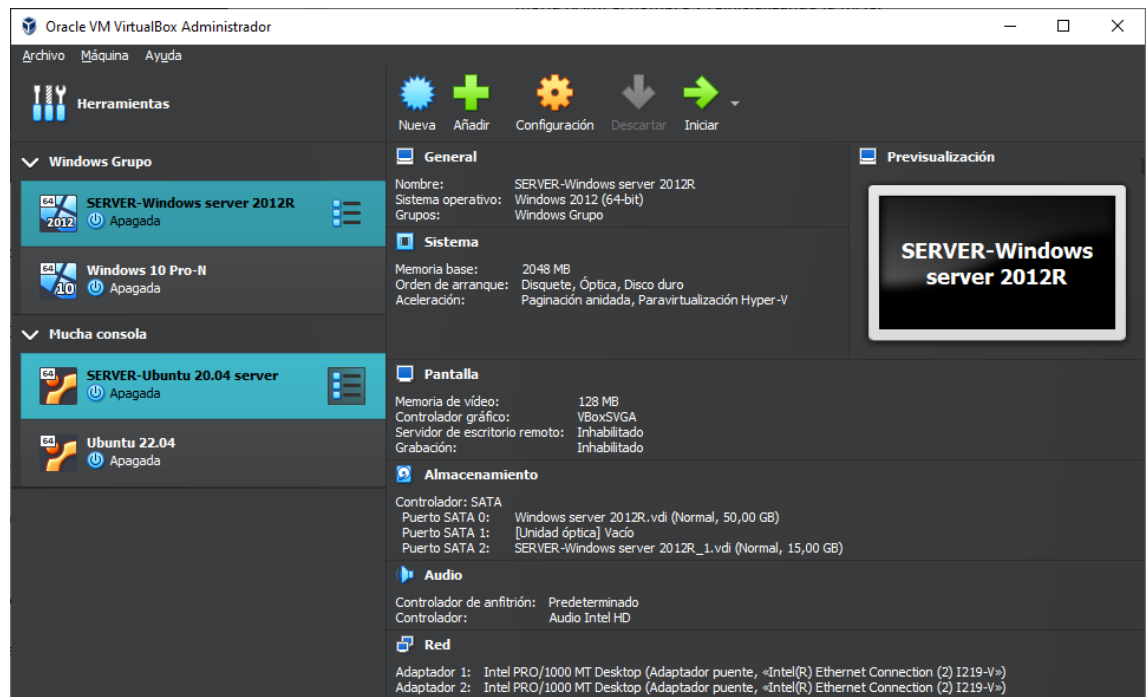 Oracle VM VirtualBox Administrador
Archivo Máquina Ayuda
Herramientas
Nueva Añadir Configuración Descartar Iniciar
Windows Grupo
64
2012
SERVER-Windows server 2012R
Apagada
64
10
Windows 10 Pro-N
Apagada
Mucha consola
64
SERVER-Ubuntu 20.04 server
Apagada
64
Ubuntu 22.04
Apagada
General
Nombre: SERVER-Windows server 2012R
Sistema operativo: Windows 2012 (64-bit)
Grupos: Windows Grupo
Sistema
Memoria base: 2048 MB
Orden de arranque: Disquete, Óptica, Disco duro
Aceleración: Paginación anidada, Paravirtualización Hyper-V
Previsualización
SERVER-Windows
server 2012R
Pantalla
Memoria de vídeo: 128 MB
Controlador gráfico: VBoxSVGA
Servidor de escritorio remoto: Inhabilitado
Grabación: Inhabilitado
Almacenamiento
Controlador: SATA
Puerto SATA 0: Windows server 2012R.vdi (Normal, 50,00 GB)
Puerto SATA 1: [Unidad óptica] Vacío
Puerto SATA 2: SERVER-Windows server 2012R_1.vdi (Normal, 15,00 GB)
Audio
Controlador de anfitrión: Predeterminado
Controlador: Audio Intel HD
Red
Adaptador 1: Intel PRO/1000 MT Desktop (Adaptador puente, «Intel(R) Ethernet Connection (2) I219-V»)
Adaptador 2: Intel PRO/1000 MT Desktop (Adaptador puente, «Intel(R) Ethernet Connection (2) I219-V»)